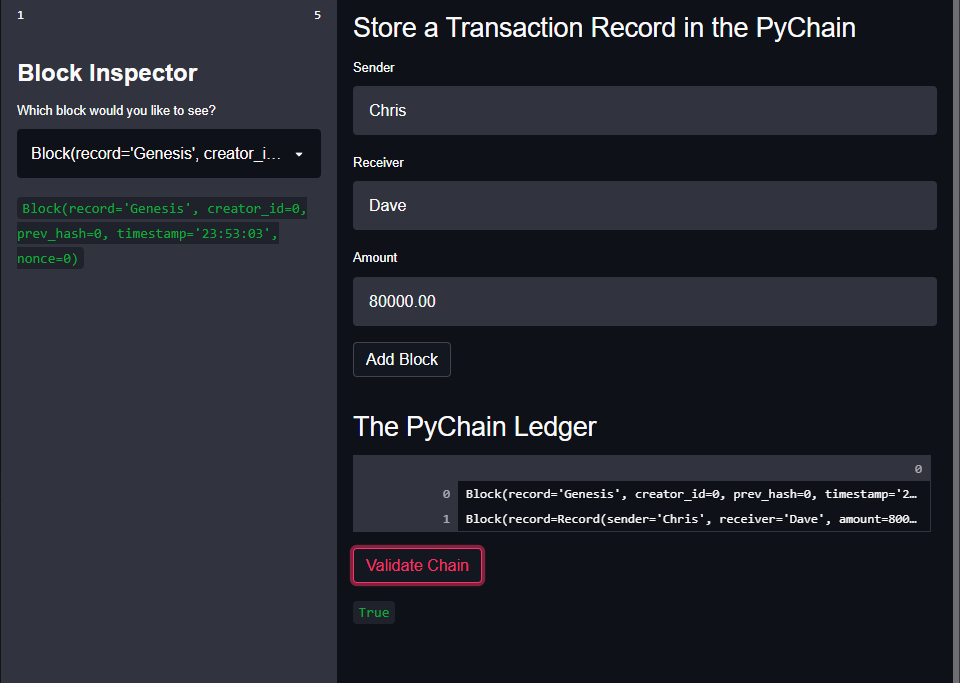 1 5
Block Inspector
Which block would you like to see?
Block(record='Genesis', creator_i...
Block(record='Genesis', creator_id=0,
prev_hash=0, timestamp='23:53:03',
nonce=0)
Store a Transaction Record in the PyChain
Sender
Chris
Receiver
Dave
Amount
80000.00
Add Block
The PyChain Ledger
0
0 Block(record='Genesis', creator_id=0, prev_hash=0, timestamp='2…
1 Block(record=Record(sender='Chris', receiver='Dave', amount=800…
Validate Chain
True